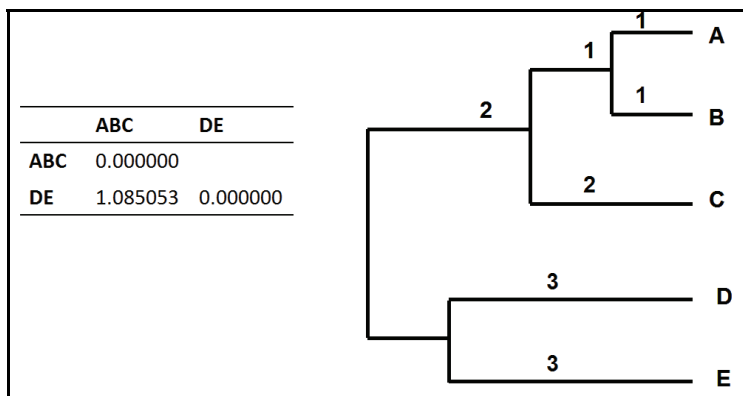 ABC DE
ABC 0.000000
DE 1.085053 0.000000
1 A
1
1 B
2
2 C
3 D
3 E